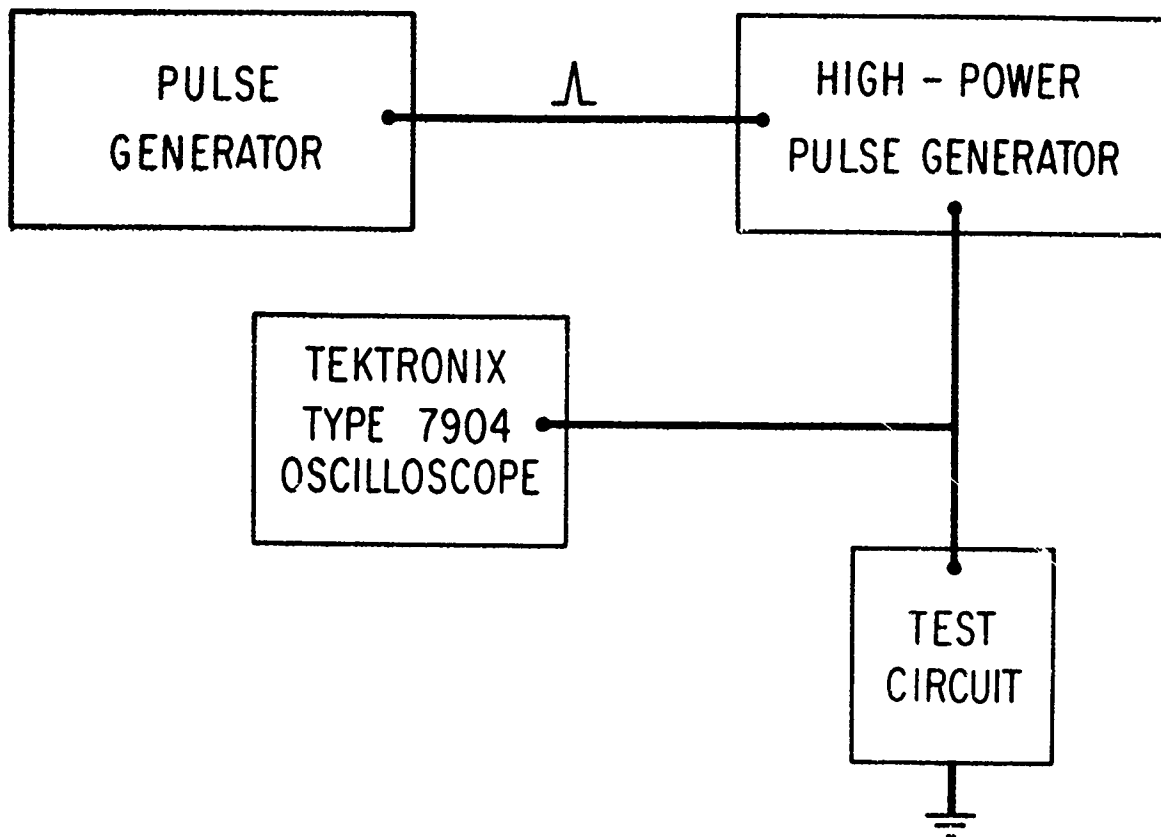 PULSE
GENERATOR
HIGH - POWER
PULSE GENERATOR
TEKTRONIX
TYPE 7904
OSCILLOSCOPE
TEST
CIRCUIT